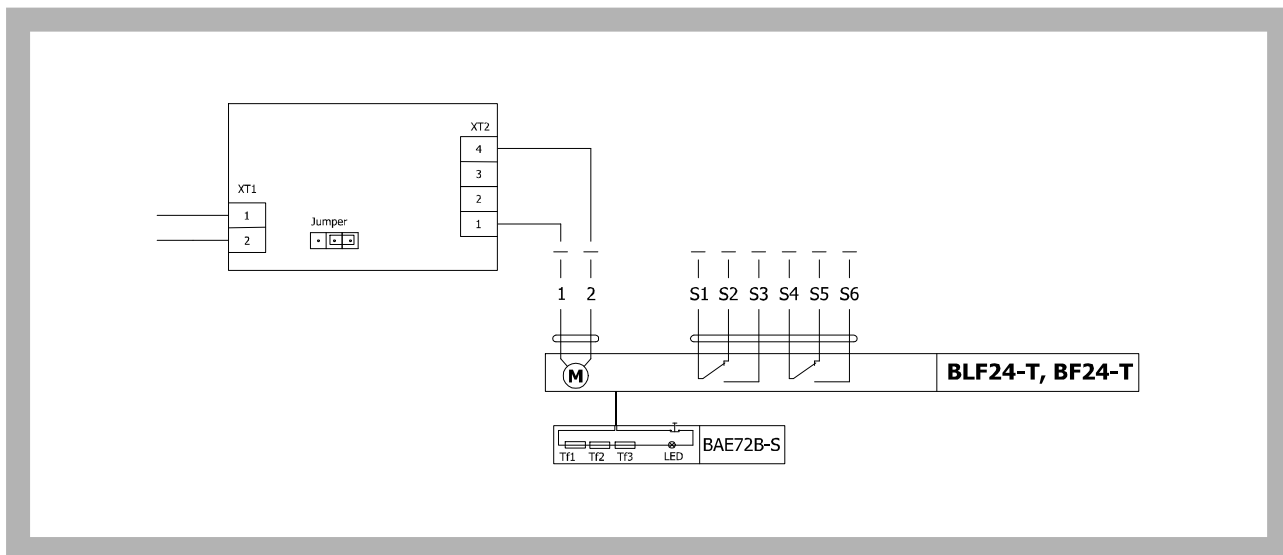 XT2
4
3
2
1
XT1
1
2
Jumper
1 2 S1 S2 S3 S4 S5 S6
M
BLF24-T, BF24-T
Tf1 Tf2 Tf3 LED
BAE72B-S